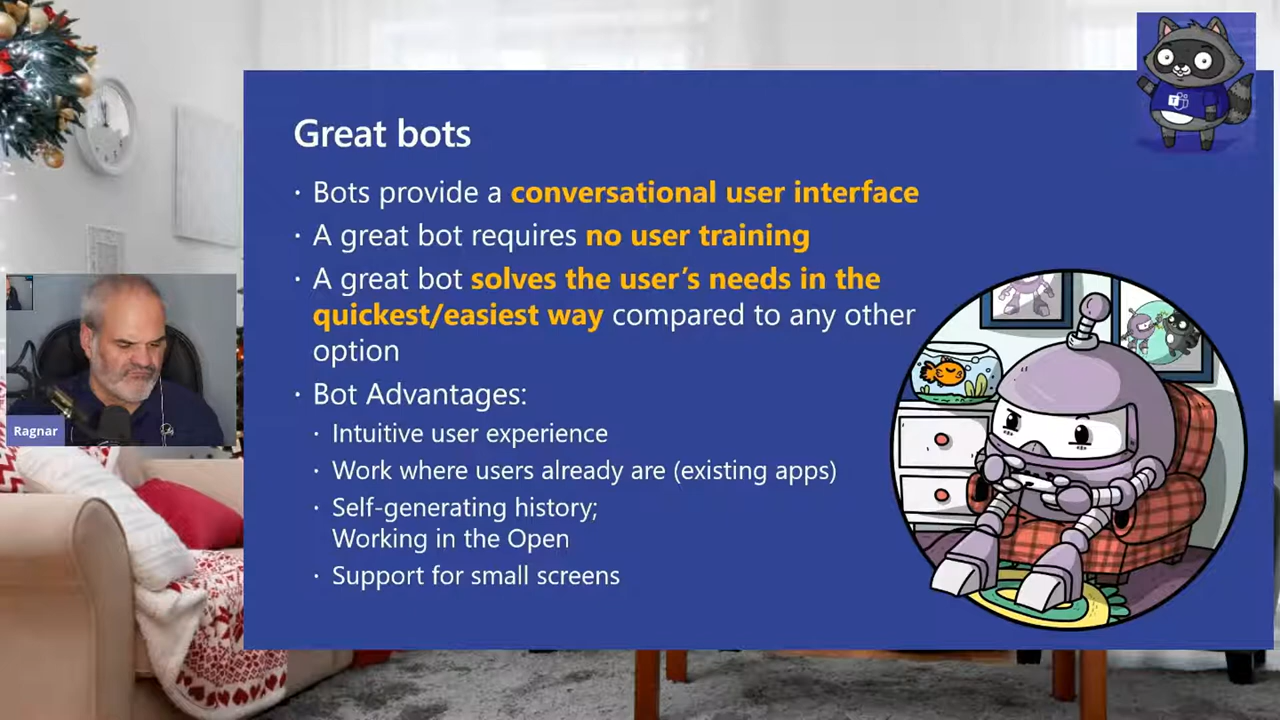 Great bots
· Bots provide a conversational user interface
· A great bot requires no user training
· A great bot solves the user’s needs in the
quickest/easiest way compared to any other
option
· Bot Advantages:
· Intuitive user experience
· Work where users already are (existing apps)
· Self-generating history;
Working in the Open
· Support for small screens
Ragnar
T